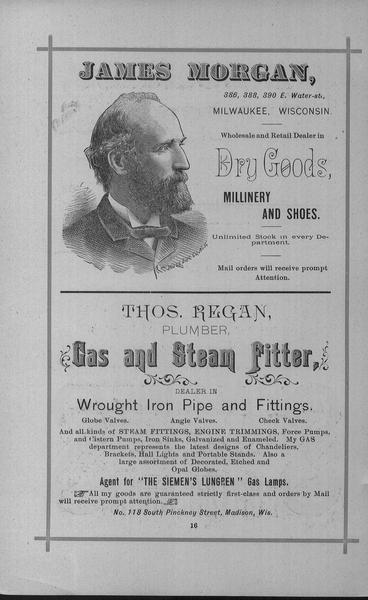 JAMES MORGAN,
386, 388, 390 E. Water-st.,
MILWAUKEE, WISCONSIN.
Wholesale and Retail Dealer in
Dry Goods,
MILLINERY
AND SHOES.
Unlimited Stock in every De-
partment.
Mail orders will receive prompt
Attention.
THOS. REGAN,
PLUMBER,
Gas and Steam Fitter,
DEALER IN
Wrought Iron Pipe and Fittings.
Globe Valves. Angle Valves. Check Valves.
And all kinds of STEAM FITTINGS, ENGINE TRIMMINGS, Force Pumps,
and Cistern Pumps, Iron Sinks, Galvanized and Enameled. My GAS
department represents the latest designs of Chandeliers,
Brackets, Hall Lights and Portable Stands. Also a
large assortment of Decorated, Etched and
Opal Globes.
Agent for "THE SIEMEN'S LUNGREN" Gas Lamps.
All my goods are guaranteed strictly first-class and orders by Mail
will receive prompt attention.
No. 118 South Pinckney Street, Madison, Wis.
16